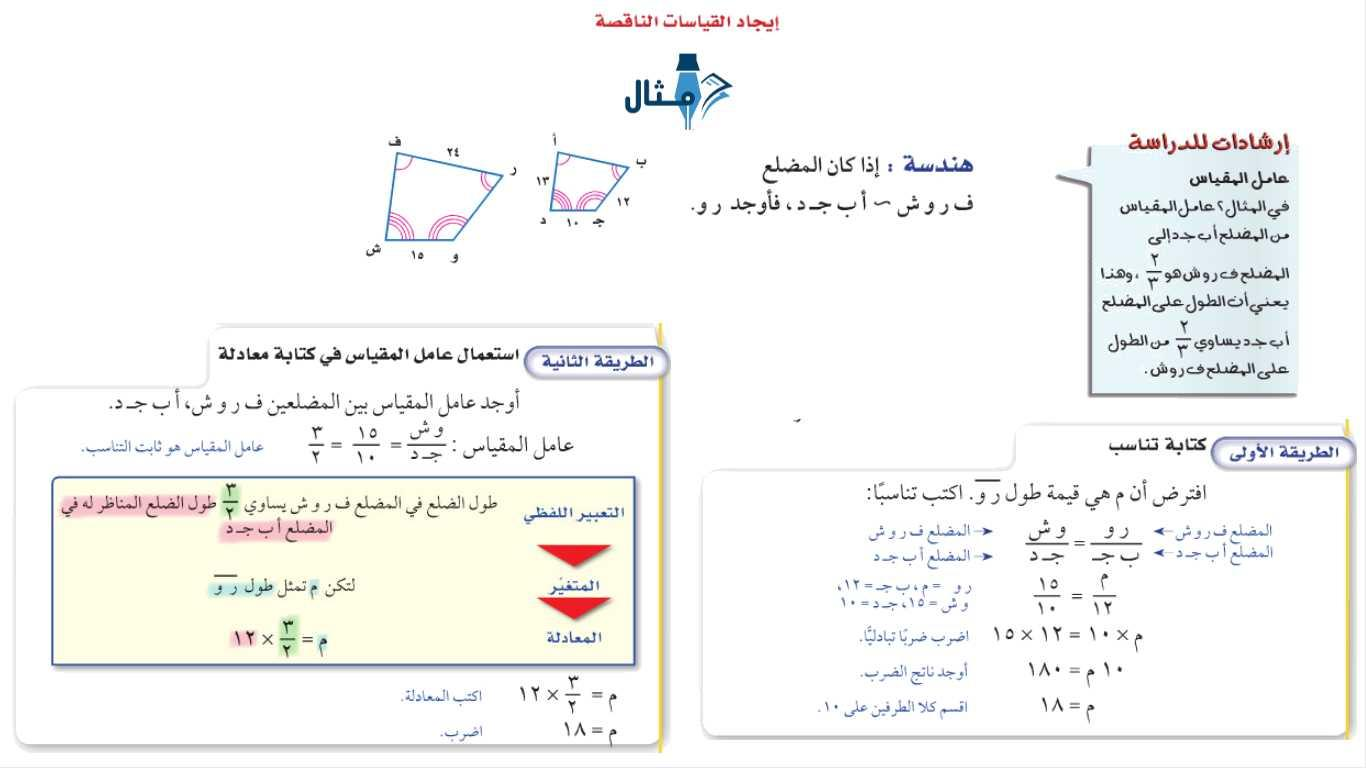 إيجاد القياسات الناقصة
مثال
إرشادات للدراسة
عامل المقياس
في المثال ٢ عامل المقياس
من المضلع أ ب جـ د إلى
المضلع ف ر و ش هو ٢/٣ ، وهذا
يعني أن الطول على المضلع
أ ب جـ د يساوي ٢/٣ من الطول
على المضلع ف ر و ش .
هندسة : إذا كان المضلع
ف ر و ش ∽ أ ب جـ د ، فأوجد ر و .
أ
ب
١٣
١٢
د
١٠
جـ
ف
٢٤
ر
ش
١٥
و
الطريقة الأولى كتابة تناسب
افترض أن م هي قيمة طول ر و. اكتب تناسبًا:
المضلع ف ر و ش ← ر و / ب جـ = و ش / جـ د → المضلع ف ر و ش
المضلع أ ب جـ د ← → المضلع أ ب جـ د
م / ١٢ = ١٥ / ١٠ ر و = م، ب جـ = ١٢،
و ش = ١٥، جـ د = ١٠
م × ١٠ = ١٢ × ١٥ اضرب ضربًا تبادليًّا.
١٠ م = ١٨٠ أوجد ناتج الضرب.
م = ١٨ اقسم كلا الطرفين على ١٠ .
الطريقة الثانية استعمال عامل المقياس في كتابة معادلة
أوجد عامل المقياس بين المضلعين ف ر و ش، أ ب جـ د.
عامل المقياس : و ش / جـ د = ١٥ / ١٠ = ٣ / ٢ عامل المقياس هو ثابت التناسب.
التعبير اللفظي طول الضلع في المضلع ف ر و ش يساوي ٣/٢ طول الضلع المناظر له في
المضلع أ ب جـ د
المتغيّر لتكن م تمثل طول ر و
المعادلة م = ٣/٢ × ١٢
م = ٣/٢ × ١٢ اكتب المعادلة.
م = ١٨ اضرب.